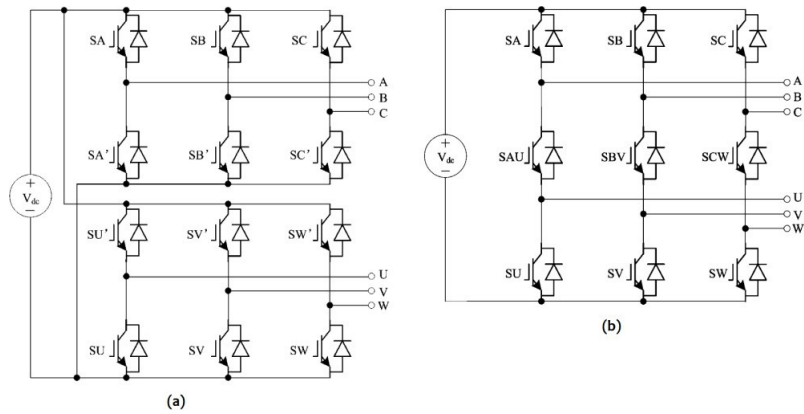 SA SB SC
A
B
C
SA' SB' SC'
+
Vdc
−
SU' SV' SW'
U
V
W
SU SV SW
(a)
SA SB SC
A
B
C
+
Vdc
−
SAU SBV SCW
U
V
W
SU SV SW
(b)